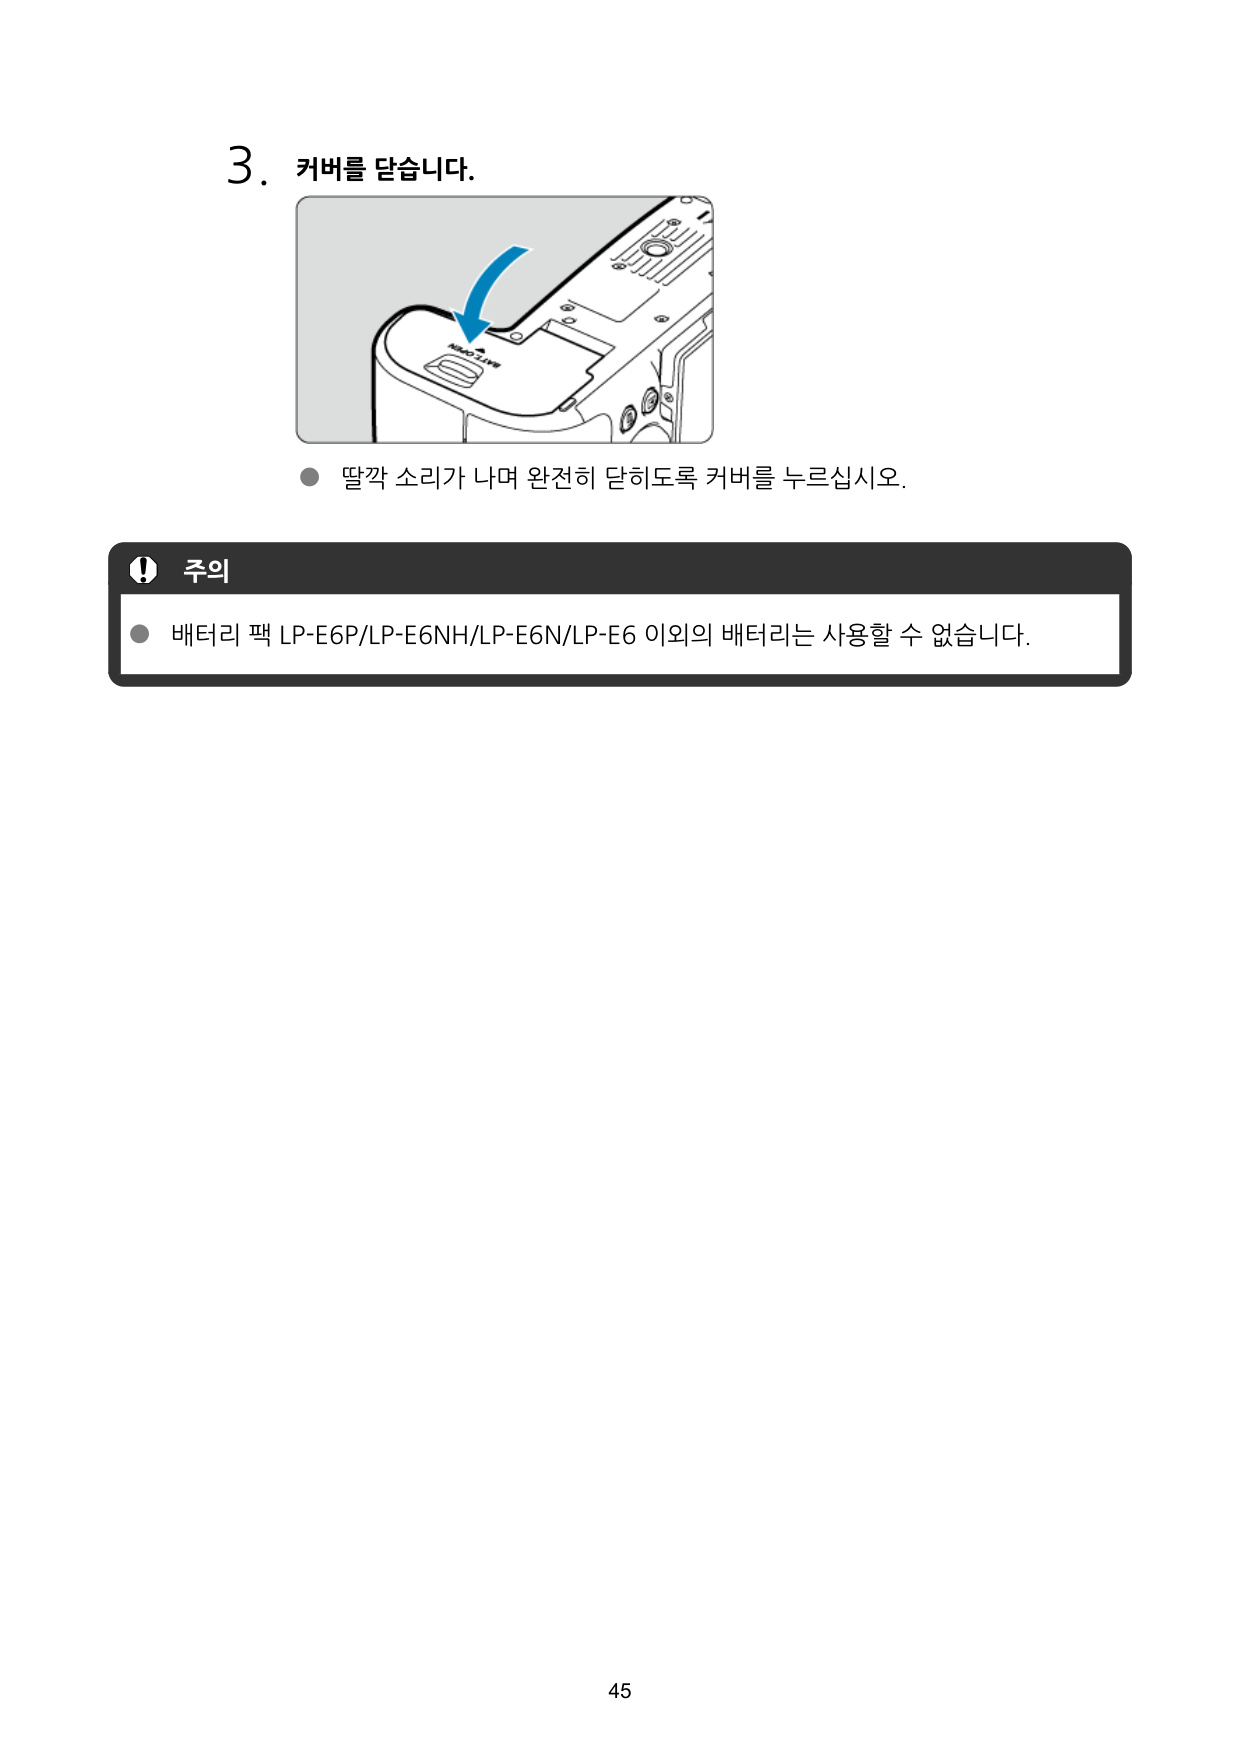 3. 커버를 닫습니다.
BATT.OPEN
● 딸깍 소리가 나며 완전히 닫히도록 커버를 누르십시오.
주의
● 배터리 팩 LP-E6P/LP-E6NH/LP-E6N/LP-E6 이외의 배터리는 사용할 수 없습니다.
45